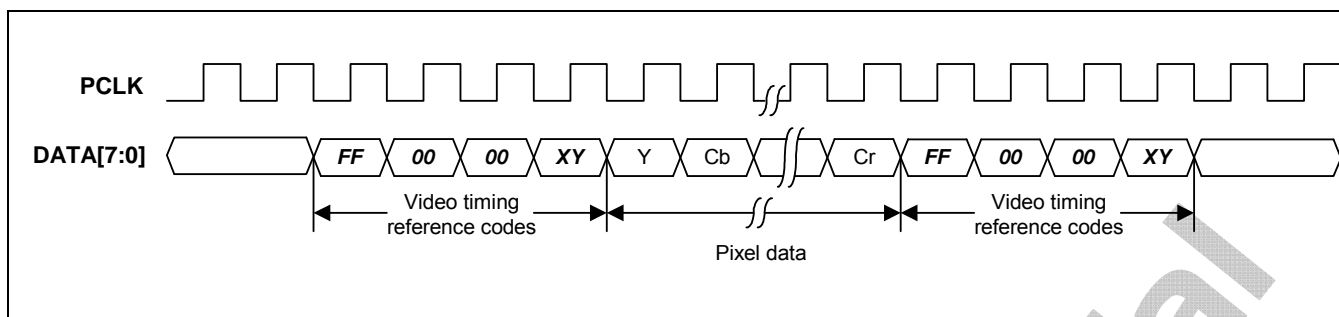 PCLK
DATA[7:0] FF 00 00 XY Y Cb Cr FF 00 00 XY
Video timing
reference codes
Pixel data
Video timing
reference codes